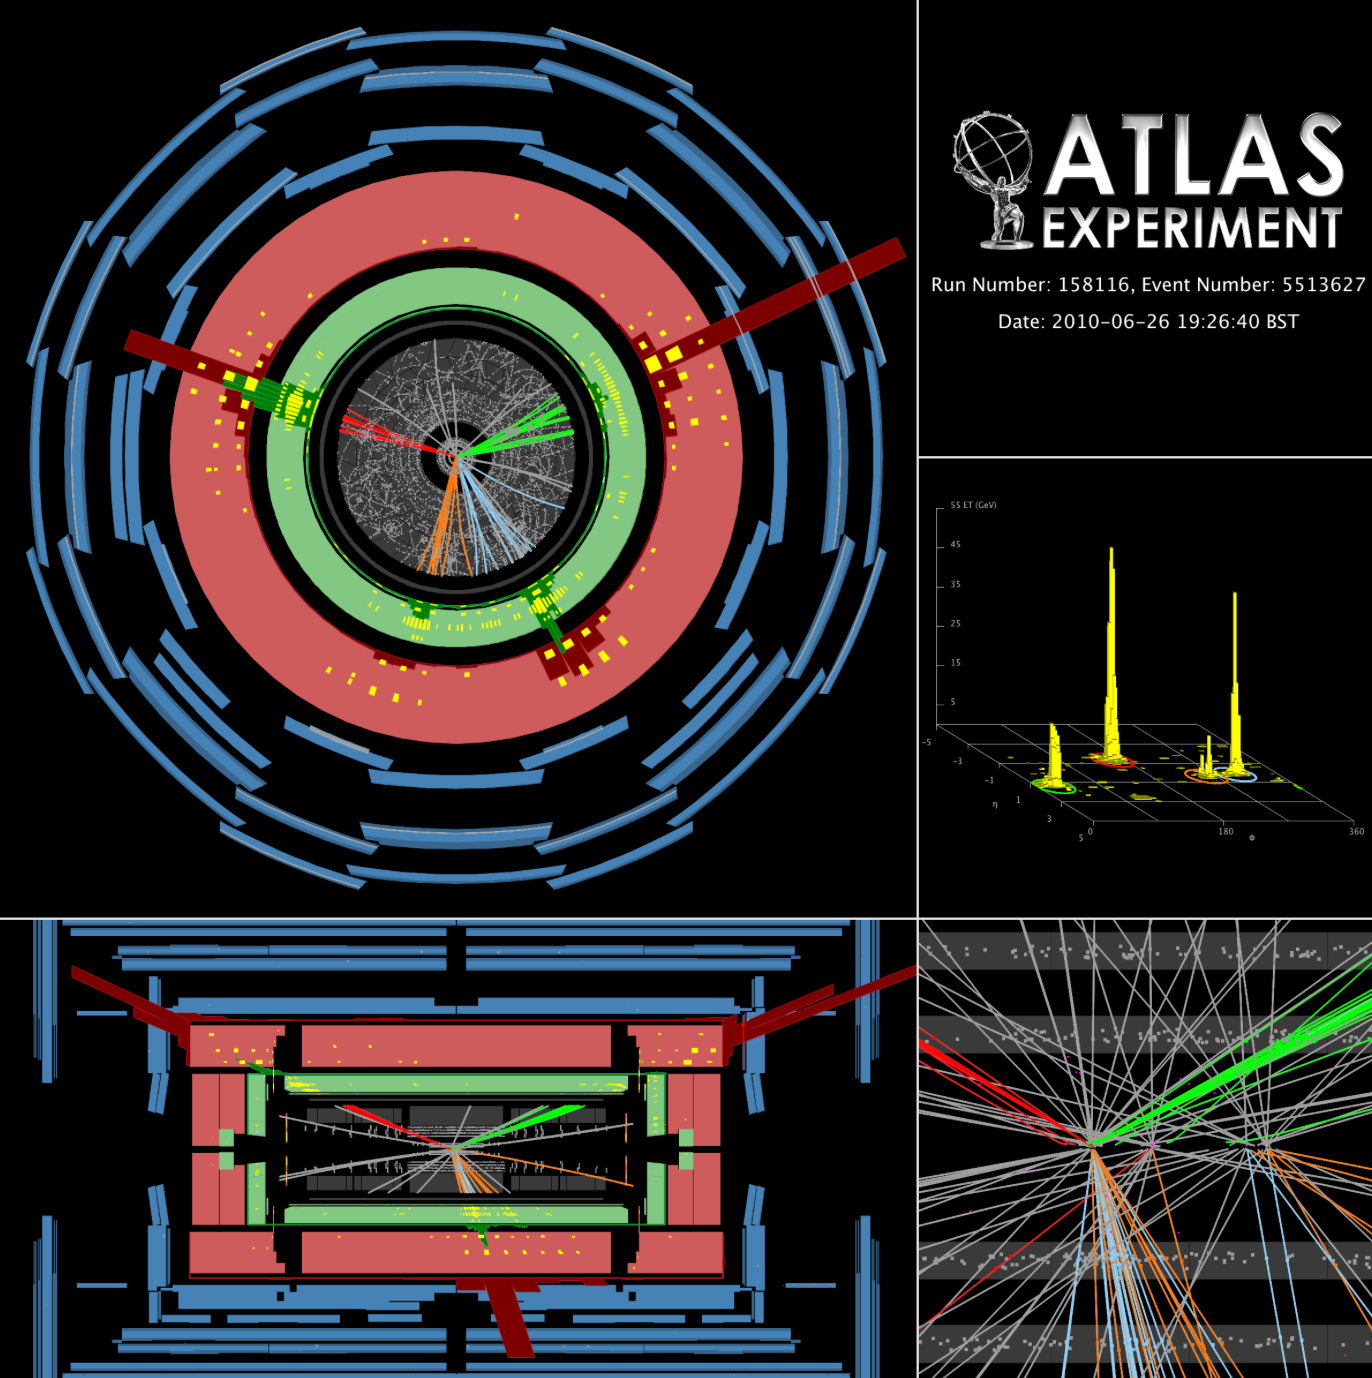 ATLAS
EXPERIMENT
Run Number: 158116, Event Number: 5513627
Date: 2010-06-26 19:26:40 BST
55 ET (GeV)
45
35
25
15
5
-5
-3
-1
η
1
3
5
0
180
360
Φ